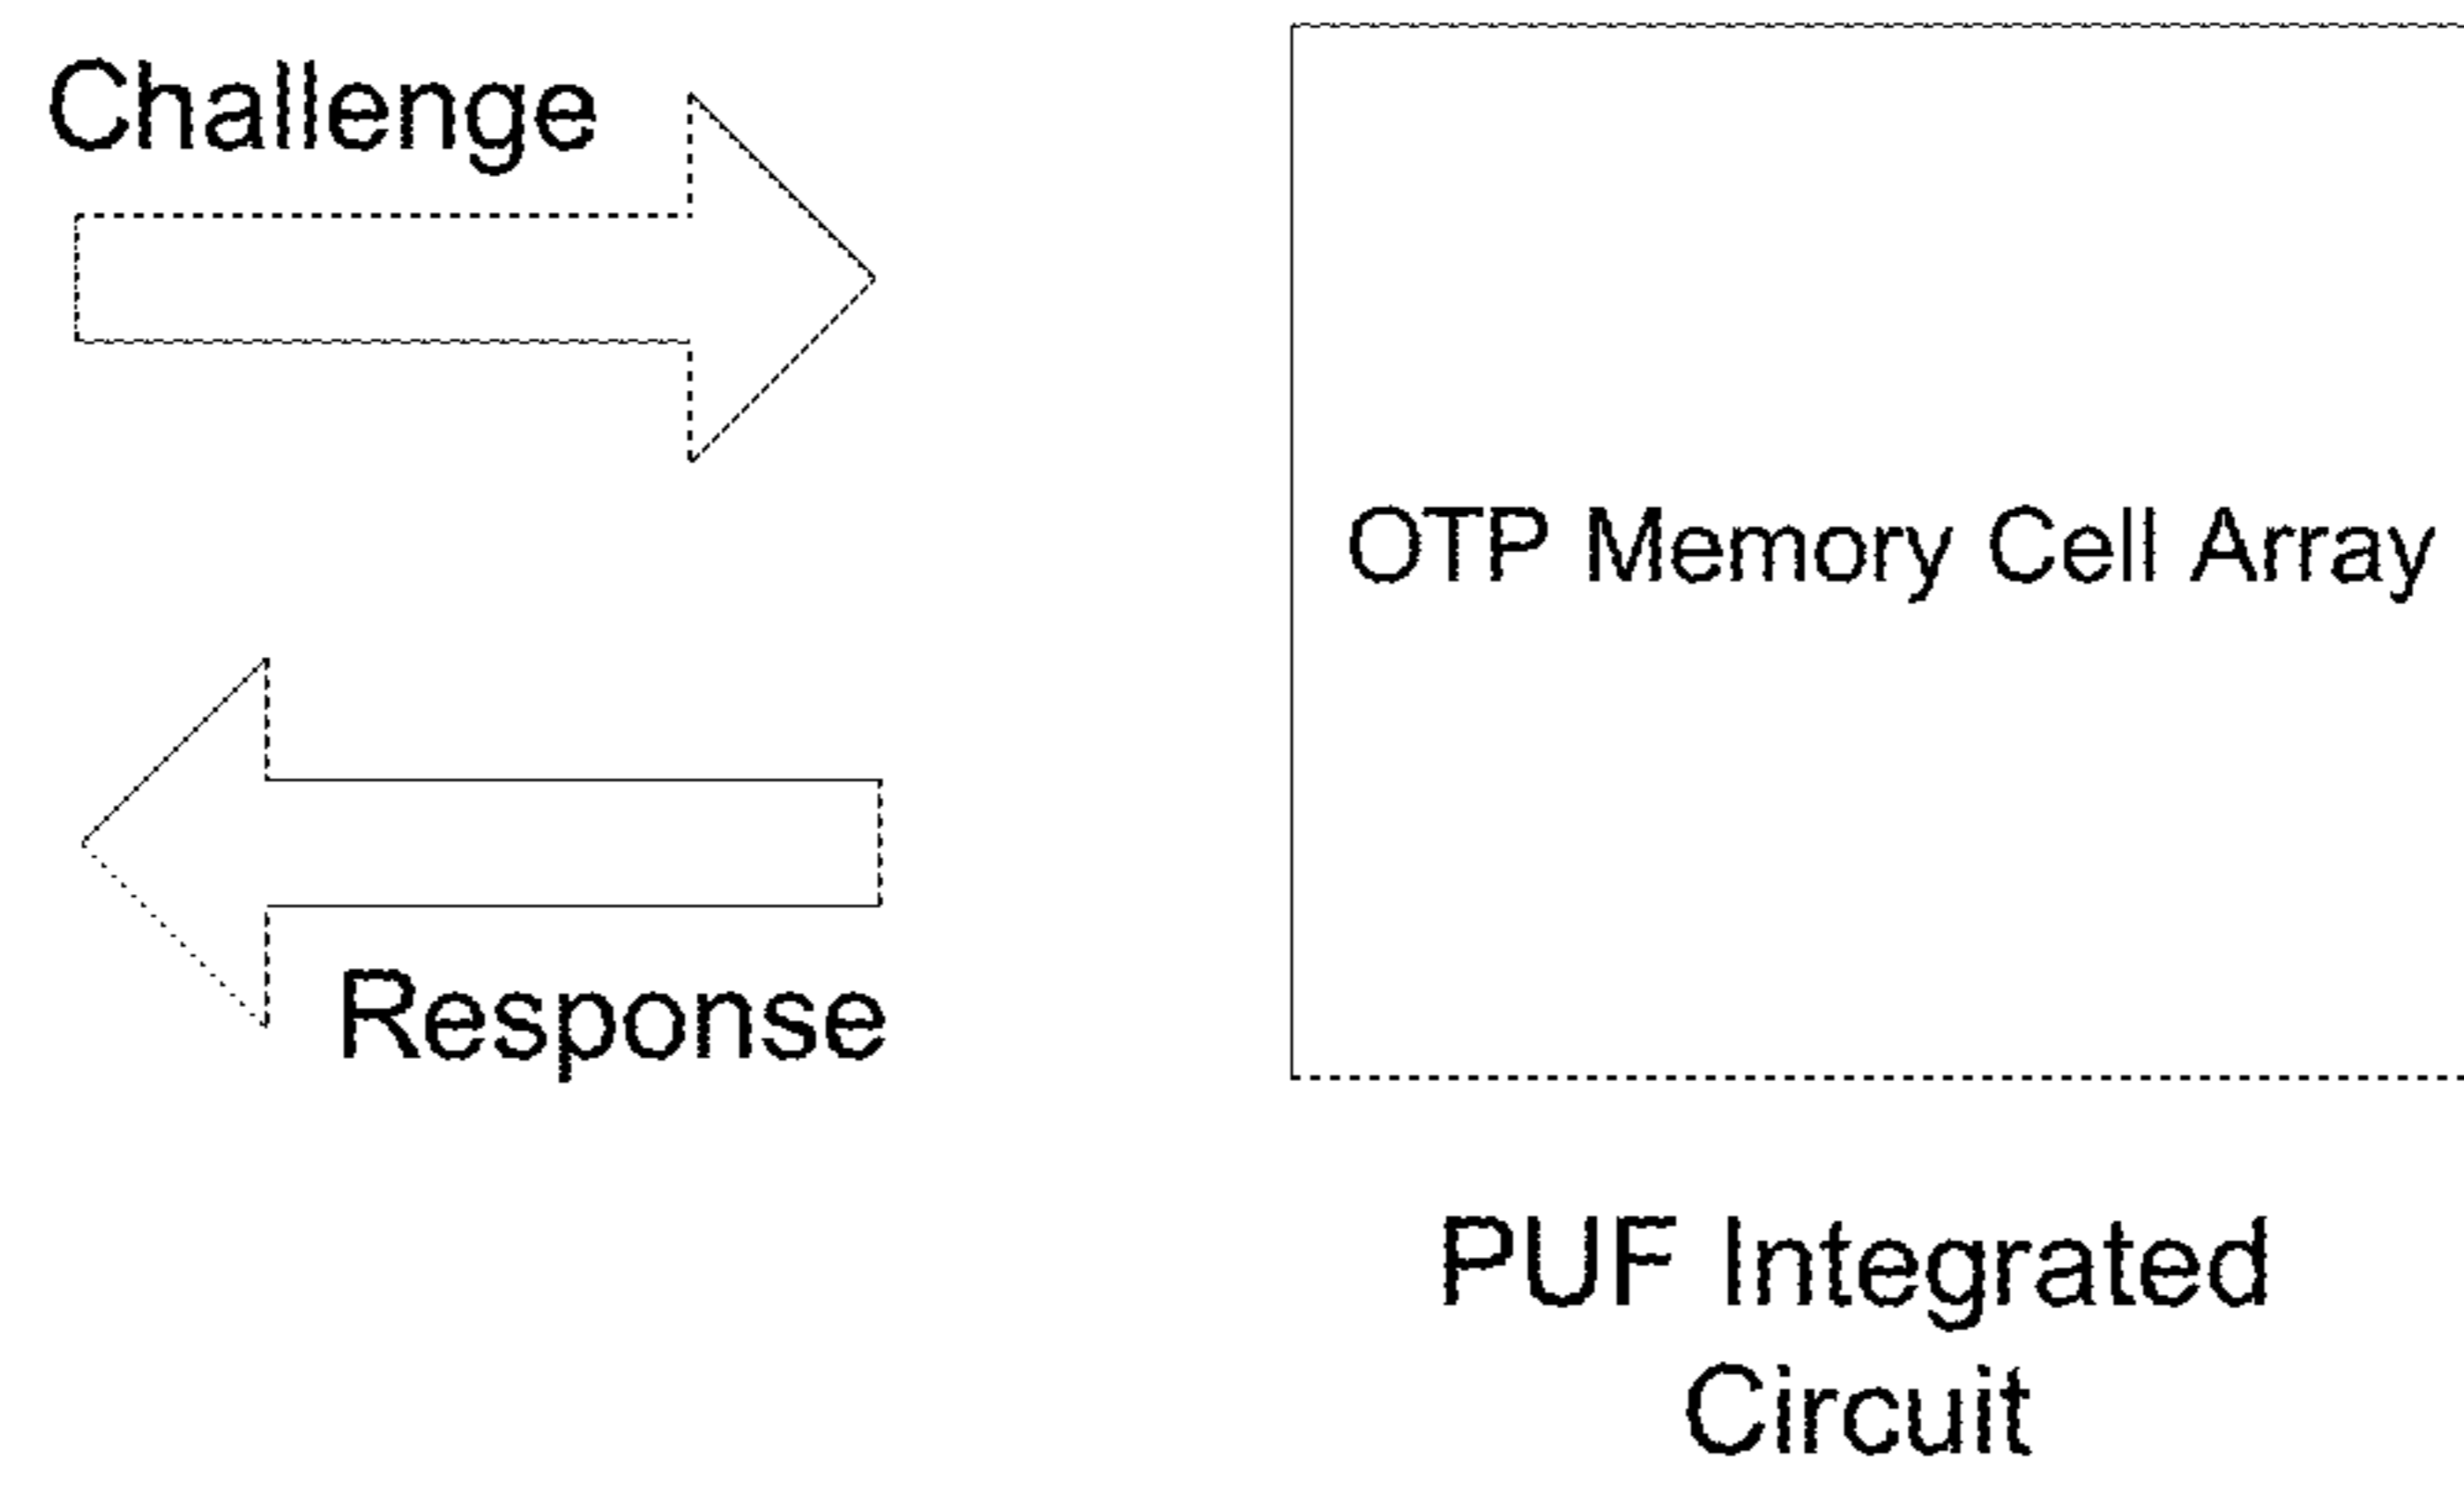 Challenge
OTP Memory Cell Array
Response
PUF Integrated
Circuit